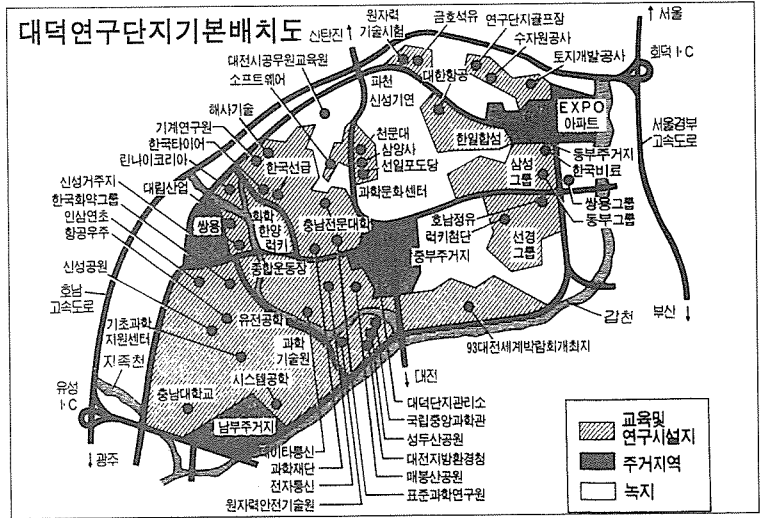 대덕연구단지기본배치도
↑ 서울
원자력
기술시험
금호석유
연구단지골프장
수자원공사
토지개발공사
회덕 I·C
신탄진 ↑
대전시공무원교육원
소프트웨어
과천
신성기연
대한항공
EXPO
아파트
서울경부
고속도로
해사기술
기계연구원
한국타이어
린나이코리아
한국선급
천문대
삼양사
선일포도당
과학문화센터
한일합섬
삼성
그룹
동부주거지
한국비료
쌍용그룹
동부그룹
신성거주지
한국화약그룹
인삼연초
항공우주
대림산업
쌍용
화학
한양
럭키
충남전문대학
호남정유
럭키첨단
중부주거지
선경
그룹
종합운동장
신성공원
호남
고속도로
기초과학
지원센터
유전공학
과학
기술원
갑천
부산 ↓
93대전세계박람회개최지
지족천
유성
I·C
충남대학교
시스템공학
남부주거지
↓ 광주
대전 ↓
대덕단지관리소
국립중앙과학관
성두산공원
대전지방환경청
매봉산공원
표준과학연구원
데이타통신
과학재단
전자통신
원자력안전기술원
교육및
연구시설지
주거지역
녹지